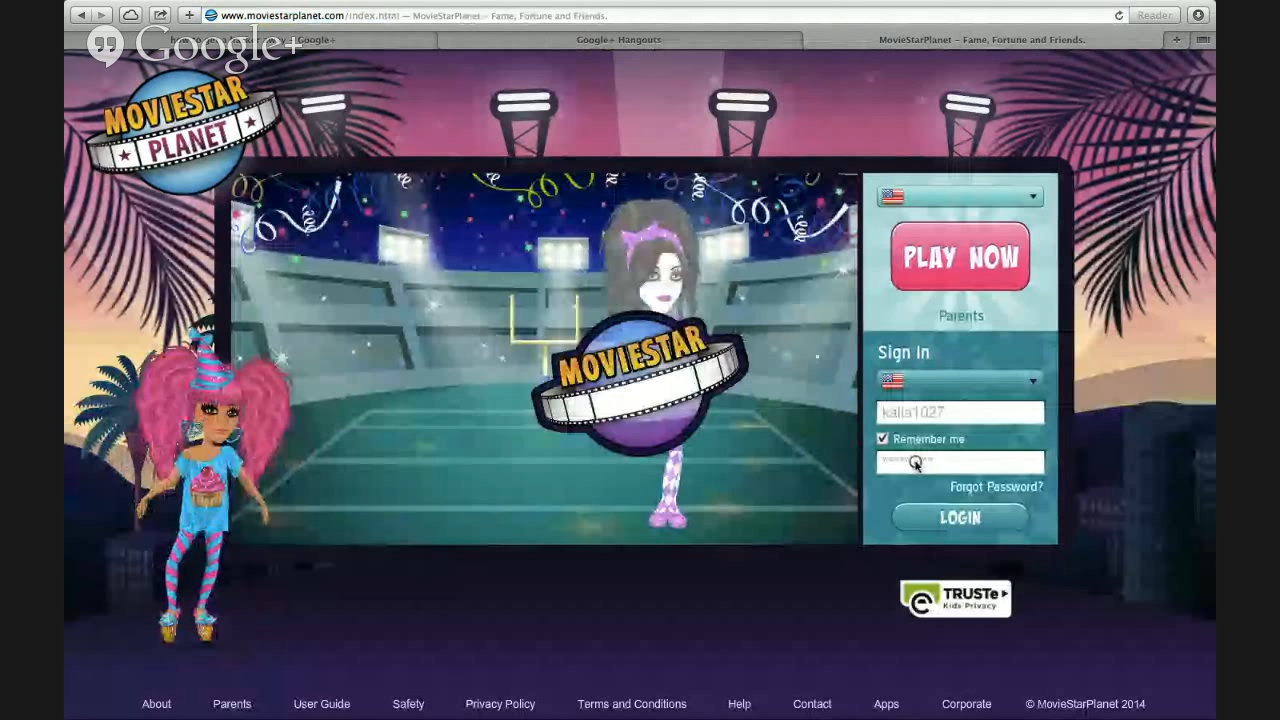 www.moviestarplanet.com/index.html — MovieStarPlanet – Fame, Fortune and Friends.
Reader
Google+
Google+ Hangouts
MovieStarPlanet – Fame, Fortune and Friends.
Google+
MOVIESTAR
PLANET
PLAY NOW
Parents
Sign in
kalia1027
Remember me
Forgot Password?
LOGIN
MOVIESTAR
TRUSTe
Kids Privacy
About Parents User Guide Safety Privacy Policy Terms and Conditions Help Contact Apps Corporate © MovieStarPlanet 2014